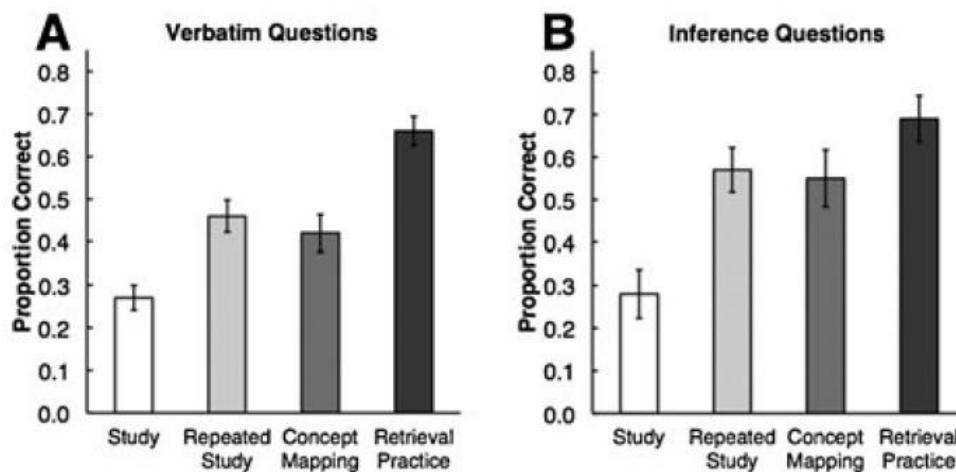 A
Verbatim Questions
Proportion Correct
0.8
0.7
0.6
0.5
0.4
0.3
0.2
0.1
0.0
Study
Repeated
Study
Concept
Mapping
Retrieval
Practice
B
Inference Questions
Proportion Correct
0.8
0.7
0.6
0.5
0.4
0.3
0.2
0.1
0.0
Study
Repeated
Study
Concept
Mapping
Retrieval
Practice